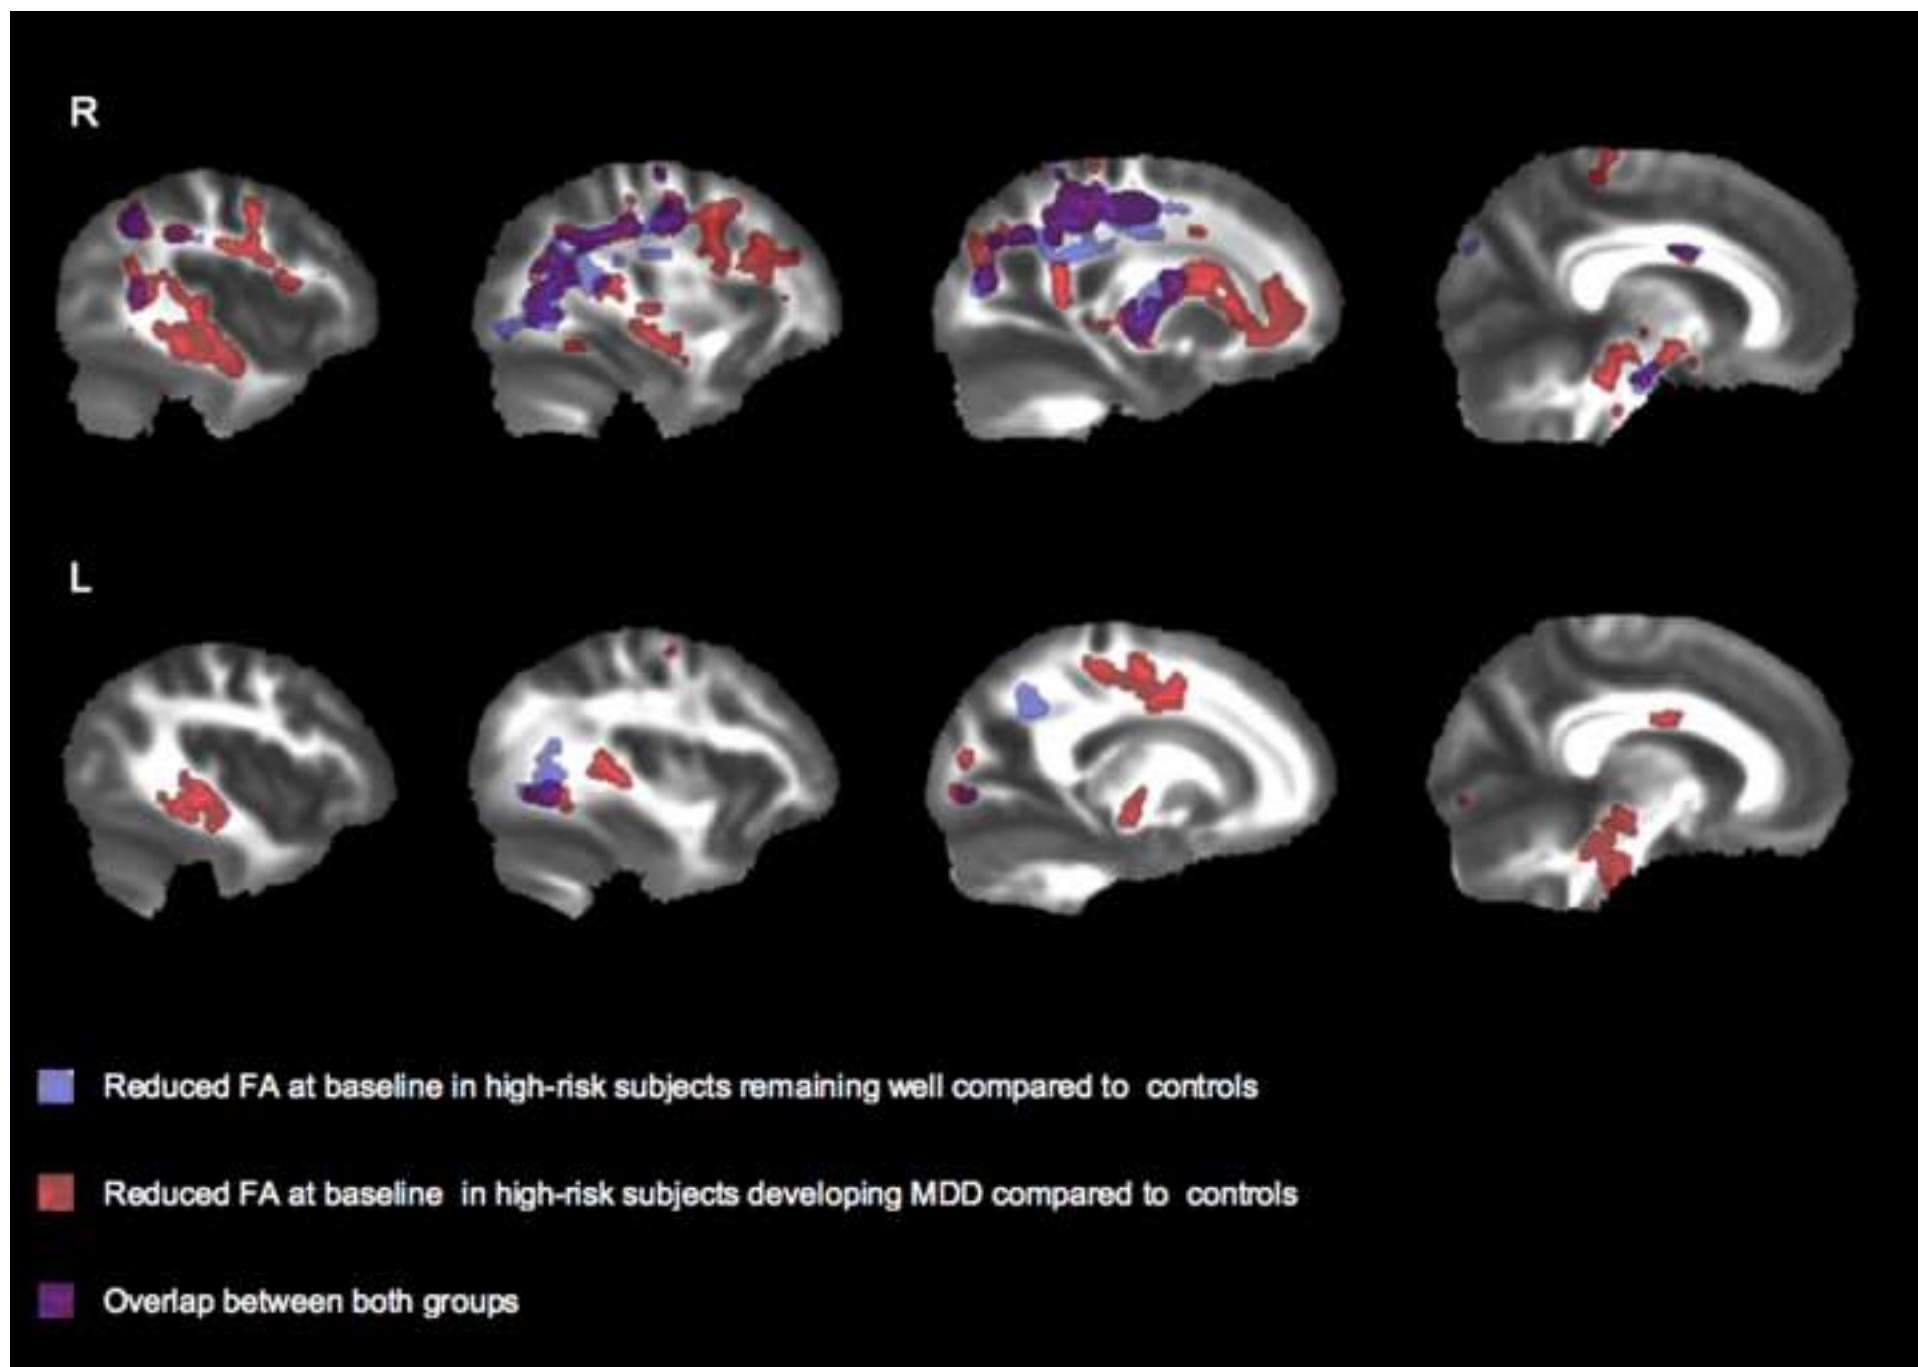 R
L
Reduced FA at baseline in high-risk subjects remaining well compared to controls
Reduced FA at baseline in high-risk subjects developing MDD compared to controls
Overlap between both groups